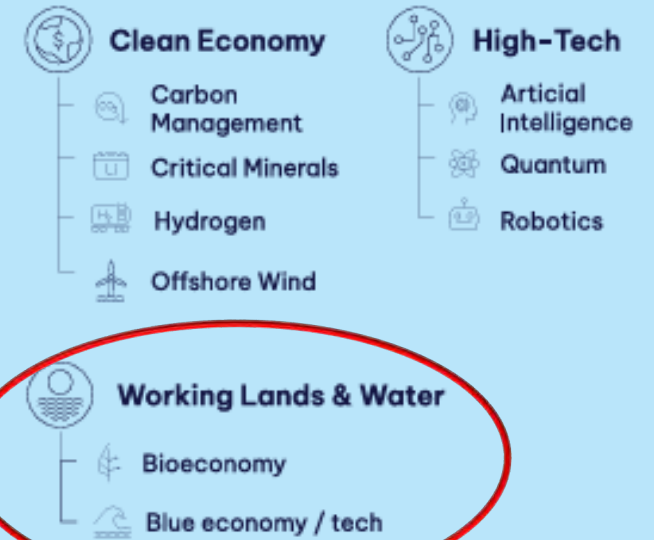 Clean Economy
Carbon
Management
Critical Minerals
Hydrogen
Offshore Wind
High-Tech
Articial
Intelligence
Quantum
Robotics
Working Lands & Water
Bioeconomy
Blue economy / tech